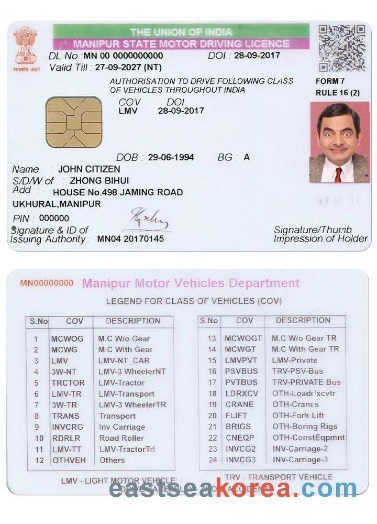 THE UNION OF INDIA
MANIPUR STATE MOTOR DRIVING LICENCE
DL No : MN 00 0000000000 DOI : 28-09-2017
Valid Till : 27-09-2027 (NT)
AUTHORISATION TO DRIVE FOLLOWING CLASS
OF VEHICLES THROUGHOUT INDIA
FORM 7
RULE 16 (2)
COV DOI
LMV 28-09-2017
DOB : 29-06-1994 BG : A
Name : JOHN CITIZEN
S/D/W of : ZHONG BIHUI
Add : HOUSE No.498 JAMING ROAD
UKHURAL,MANIPUR
PIN : 000000
Signature & ID of
Issuing Authority : MN04 20170145
Signature/Thumb
Impression of Holder
MN00000000 Manipur Motor Vehicles Department
LEGEND FOR CLASS OF VEHICLES (COV)
S.No COV DESCRIPTION
1 MCWOG M.C W/o Gear
2 MCWG M.C With Gear
3 LMV LMV-NT_CAR
4 3W-NT LMV-3 WheelerNT
5 TRCTOR LMV-Tractor
6 LMV-TR LMV-Transport
7 3W-TR LMV-3 WheelerTR
8 TRANS Transport
9 INVCRG Inv Carriage
10 RDRLR Road Roller
11 LMV-TT LMV-TractorTrl
12 OTHVEH Others
S.No COV DESCRIPTION
13 MCWOGT M.C W/o Gear TR
14 MCWGT M.C With Gear TR
15 LMVPVT LMV-Private
16 PSVBUS TRV-PSV-Bus
17 PVTBUS TRV-PRIVATE Bus
18 LDRXCV OTH-Loadr`xcvtr
19 CRANE OTH-Crancs
20 FLIFT OTH-Fork Lift
21 BRIGS OTH-Boring Rigs
22 CNEQP OTH-ConstEqpmnt
23 INVCG2 INV-Carriage-2
24 INVCG3 INV-Carriage-3
LMV - LIGHT MOTOR VEHICLE TRV - TRANSPORT VEHICLE
eastseakorea.com